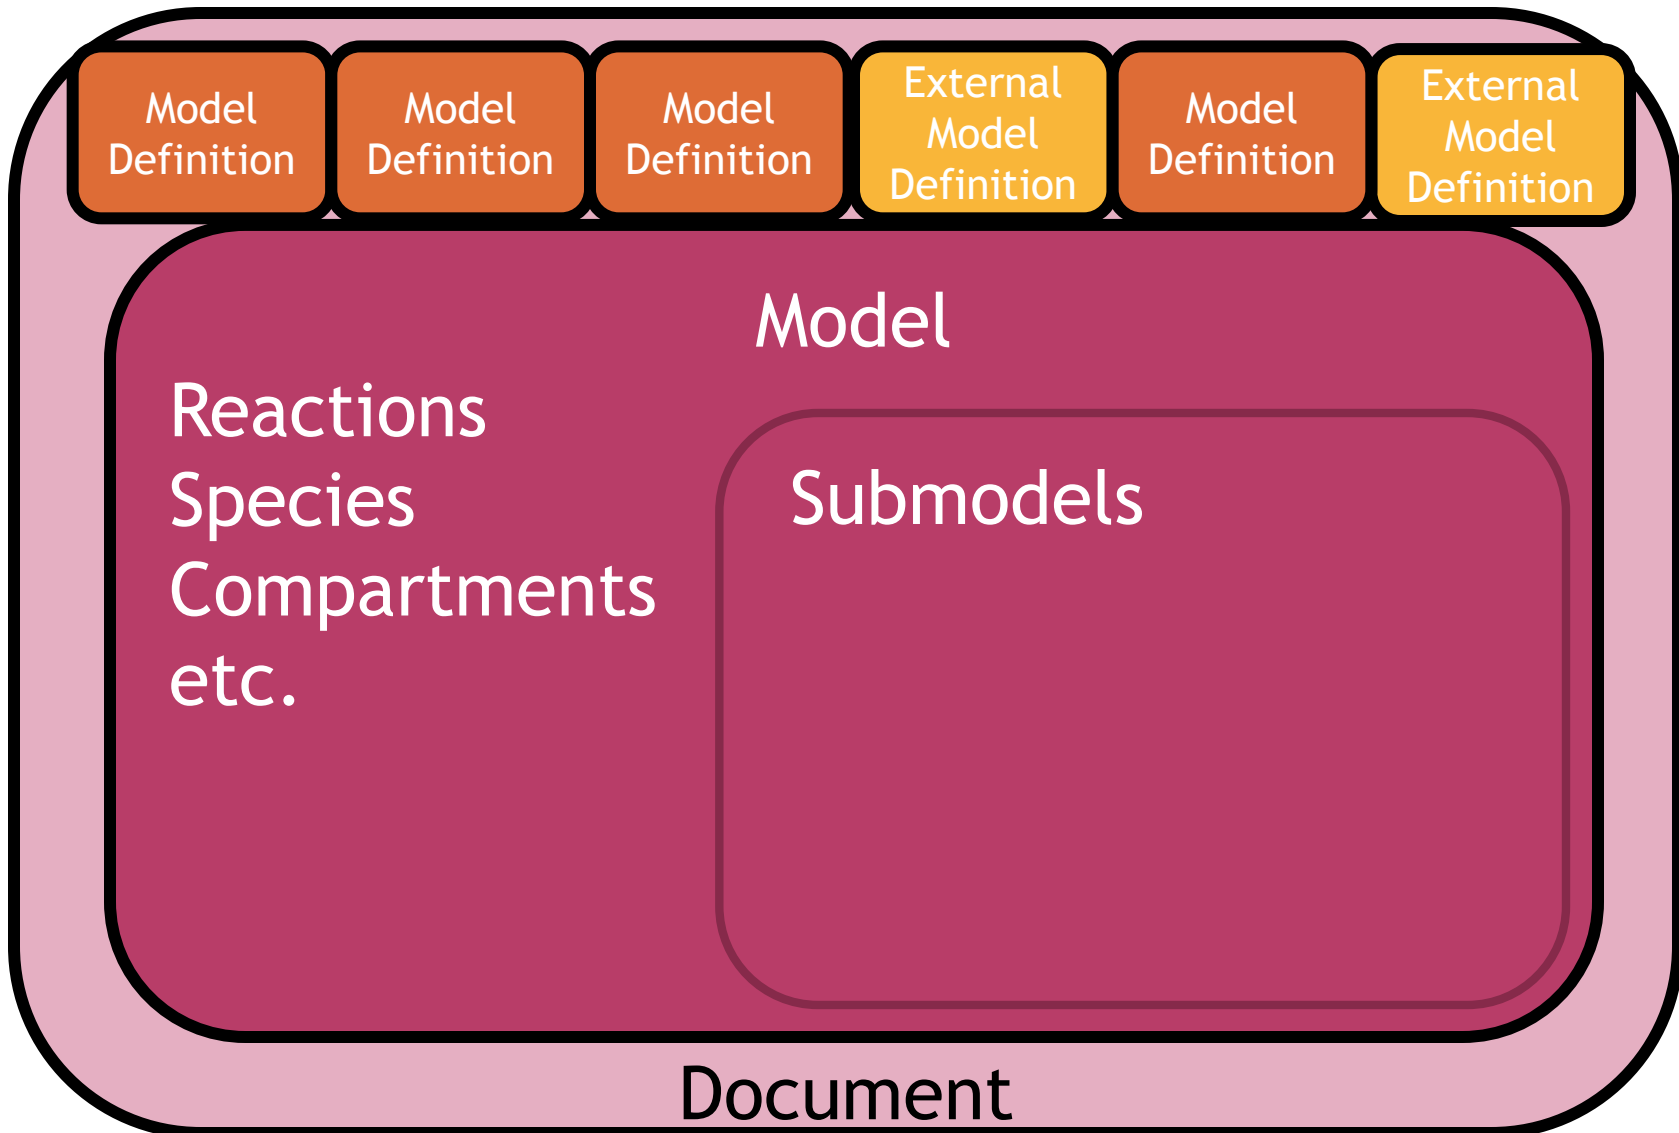 Model
Definition
Model
Definition
Model
Definition
External
Model
Definition
Model
Definition
External
Model
Definition
Model
Reactions
Species
Compartments
etc.
Submodels
Document